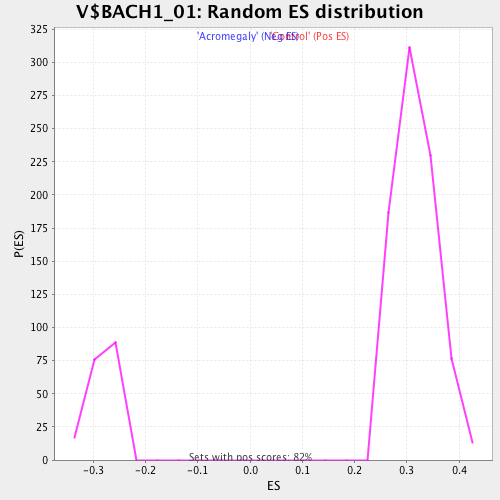 V$BACH1_01: Random ES distribution
'Acromegaly' (Neg ES)
'Control' (Pos ES)
325
300
275
250
225
200
175
150
125
100
75
50
25
0
P(ES)
Sets with pos scores: 82%
-0.3 -0.2 -0.1 0.0 0.1 0.2 0.3 0.4
ES